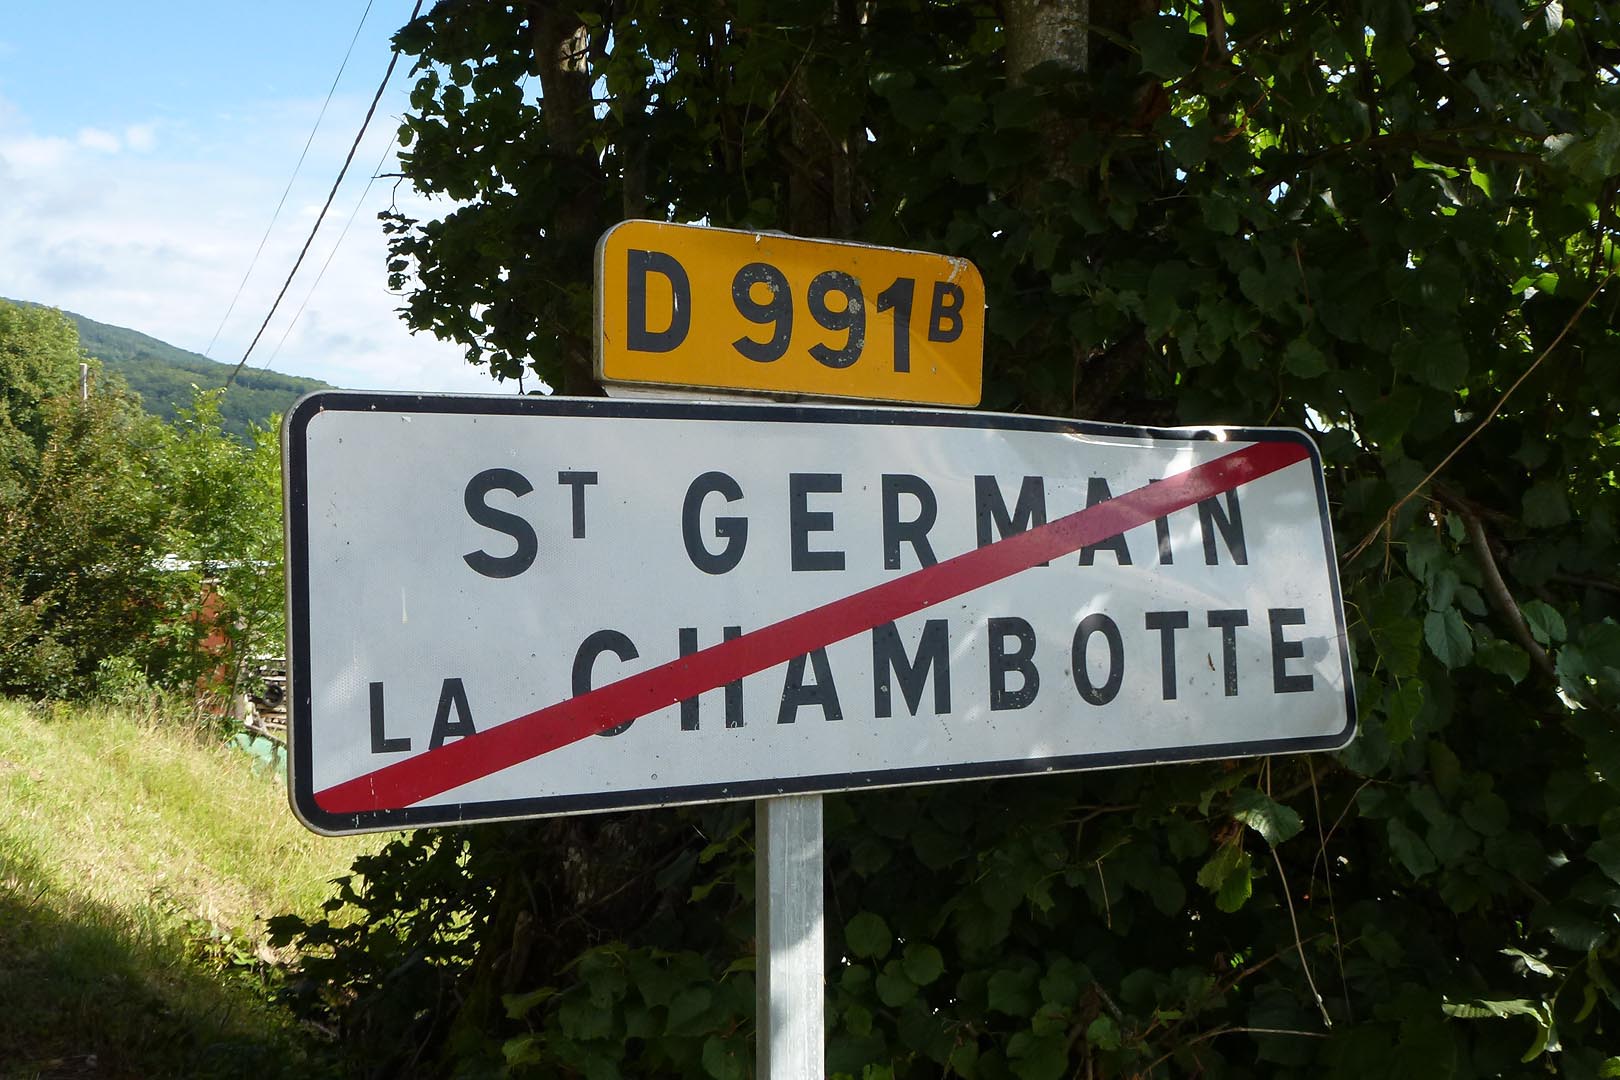 D 991B
ST GERMAIN
LA CHAMBOTTE